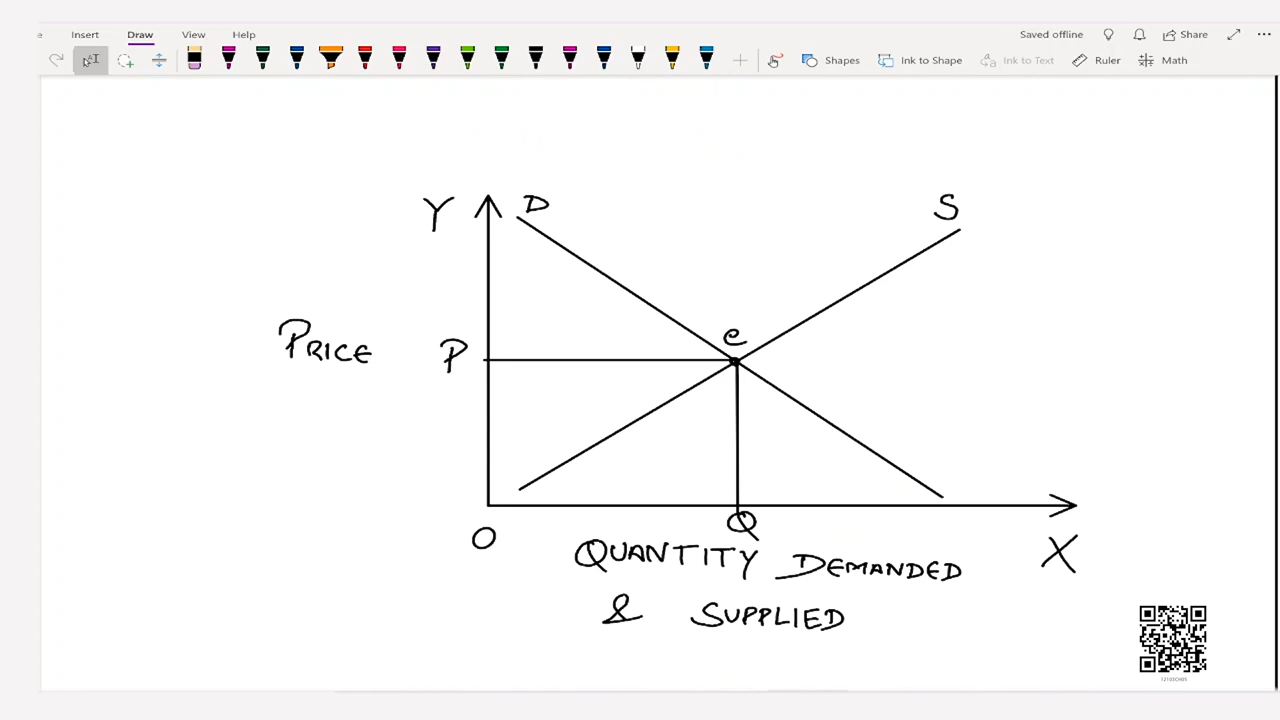 Insert Draw View Help Saved offline Share
Shapes Ink to Shape Ink to Text Ruler Math
Y D S
e
PRICE P
Q
O X
QUANTITY DEMANDED
& SUPPLIED
12103CH05